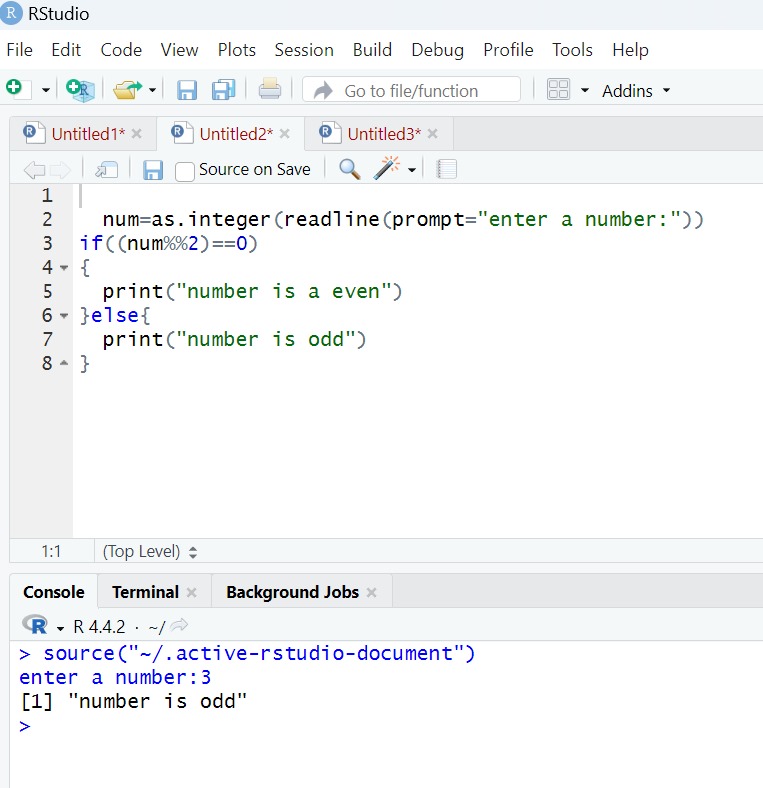 RStudio
File Edit Code View Plots Session Build Debug Profile Tools Help
Go to file/function Addins
Untitled1* Untitled2* Untitled3*
Source on Save
1
2   num=as.integer(readline(prompt="enter a number:"))
3 if((num%%2)==0)
4 {
5   print("number is a even")
6 }else{
7   print("number is odd")
8 }
1:1 (Top Level)
Console Terminal Background Jobs
R 4.4.2 · ~/
> source("~/.active-rstudio-document")
enter a number:3
[1] "number is odd"
>